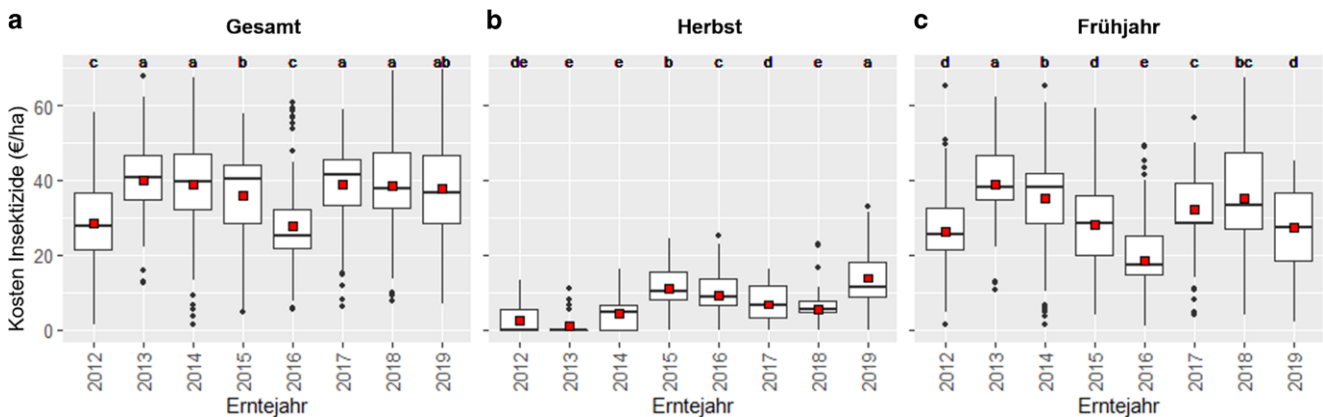 a
Gesamt
c a a b c a a ab
Kosten Insektizide (€/ha)
60
40
20
0
2012 2013 2014 2015 2016 2017 2018 2019
Erntejahr
b
Herbst
de e e b c d e a
2012 2013 2014 2015 2016 2017 2018 2019
Erntejahr
c
Frühjahr
d a b d e c bc d
2012 2013 2014 2015 2016 2017 2018 2019
Erntejahr